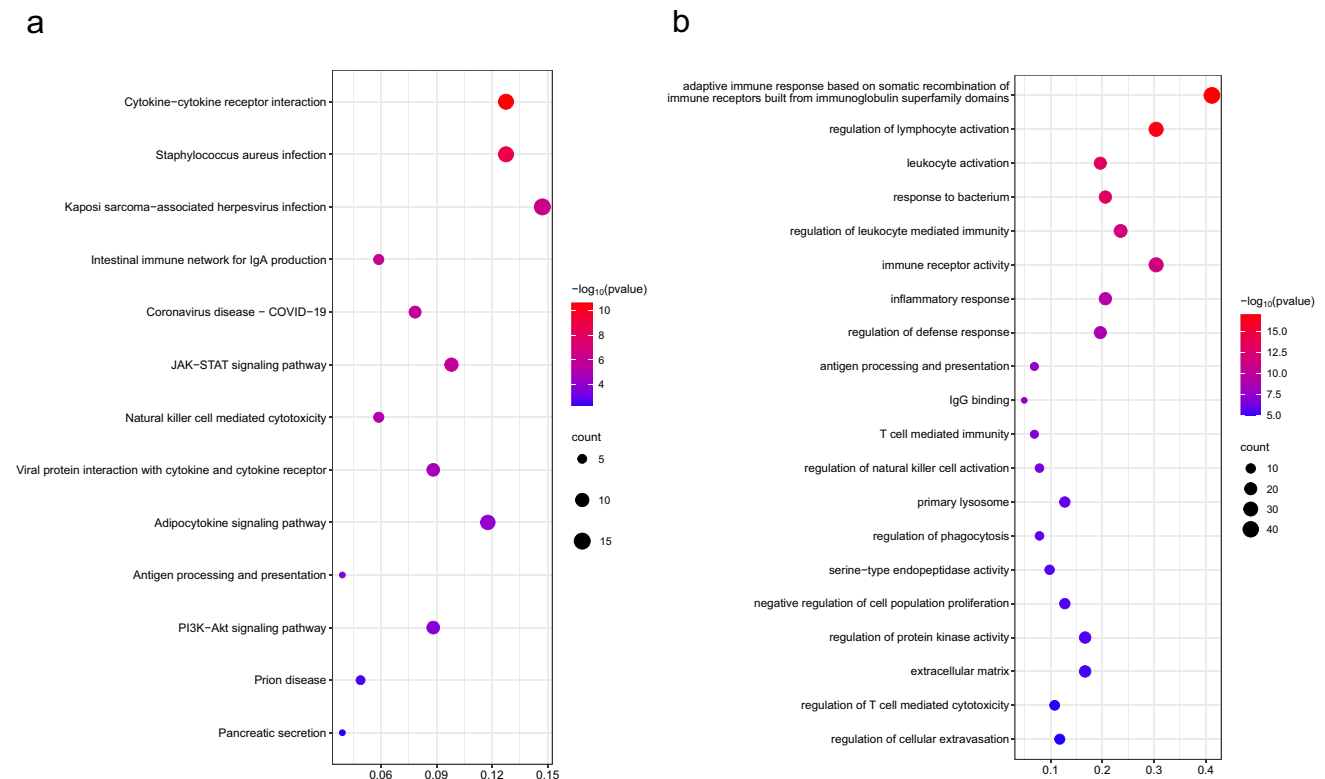 a
Cytokine−cytokine receptor interaction
Staphylococcus aureus infection
Kaposi sarcoma−associated herpesvirus infection
Intestinal immune network for IgA production
Coronavirus disease − COVID−19
JAK−STAT signaling pathway
Natural killer cell mediated cytotoxicity
Viral protein interaction with cytokine and cytokine receptor
Adipocytokine signaling pathway
Antigen processing and presentation
PI3K−Akt signaling pathway
Prion disease
Pancreatic secretion
0.06 0.09 0.12 0.15
−log₁₀(pvalue)
10
8
6
4
count
5
10
15
b
adaptive immune response based on somatic recombination of
immune receptors built from immunoglobulin superfamily domains
regulation of lymphocyte activation
leukocyte activation
response to bacterium
regulation of leukocyte mediated immunity
immune receptor activity
inflammatory response
regulation of defense response
antigen processing and presentation
IgG binding
T cell mediated immunity
regulation of natural killer cell activation
primary lysosome
regulation of phagocytosis
serine−type endopeptidase activity
negative regulation of cell population proliferation
regulation of protein kinase activity
extracellular matrix
regulation of T cell mediated cytotoxicity
regulation of cellular extravasation
0.1 0.2 0.3 0.4
−log₁₀(pvalue)
15.0
12.5
10.0
7.5
5.0
count
10
20
30
40